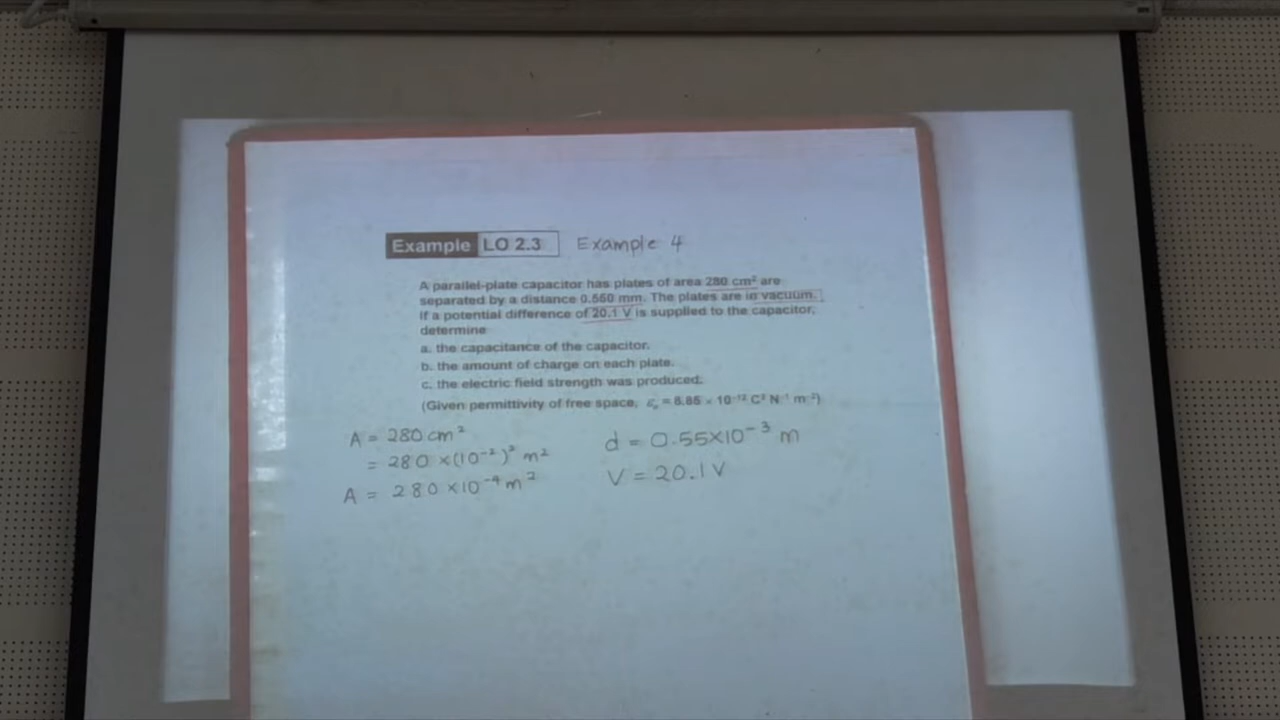 Example LO 2.3 Example 4
A parallel-plate capacitor has plates of area 280 cm² are
separated by a distance 0.550 mm. The plates are in vacuum.
If a potential difference of 20.1 V is supplied to the capacitor,
determine
a. the capacitance of the capacitor.
b. the amount of charge on each plate.
c. the electric field strength was produced.
(Given permittivity of free space, ε₀ = 8.85 × 10⁻¹² C² N⁻¹ m⁻²)
A = 280 cm²
= 280 × (10⁻²)² m²
A = 280 × 10⁻⁴ m²
d = 0.55×10⁻³ m
V = 20.1 V